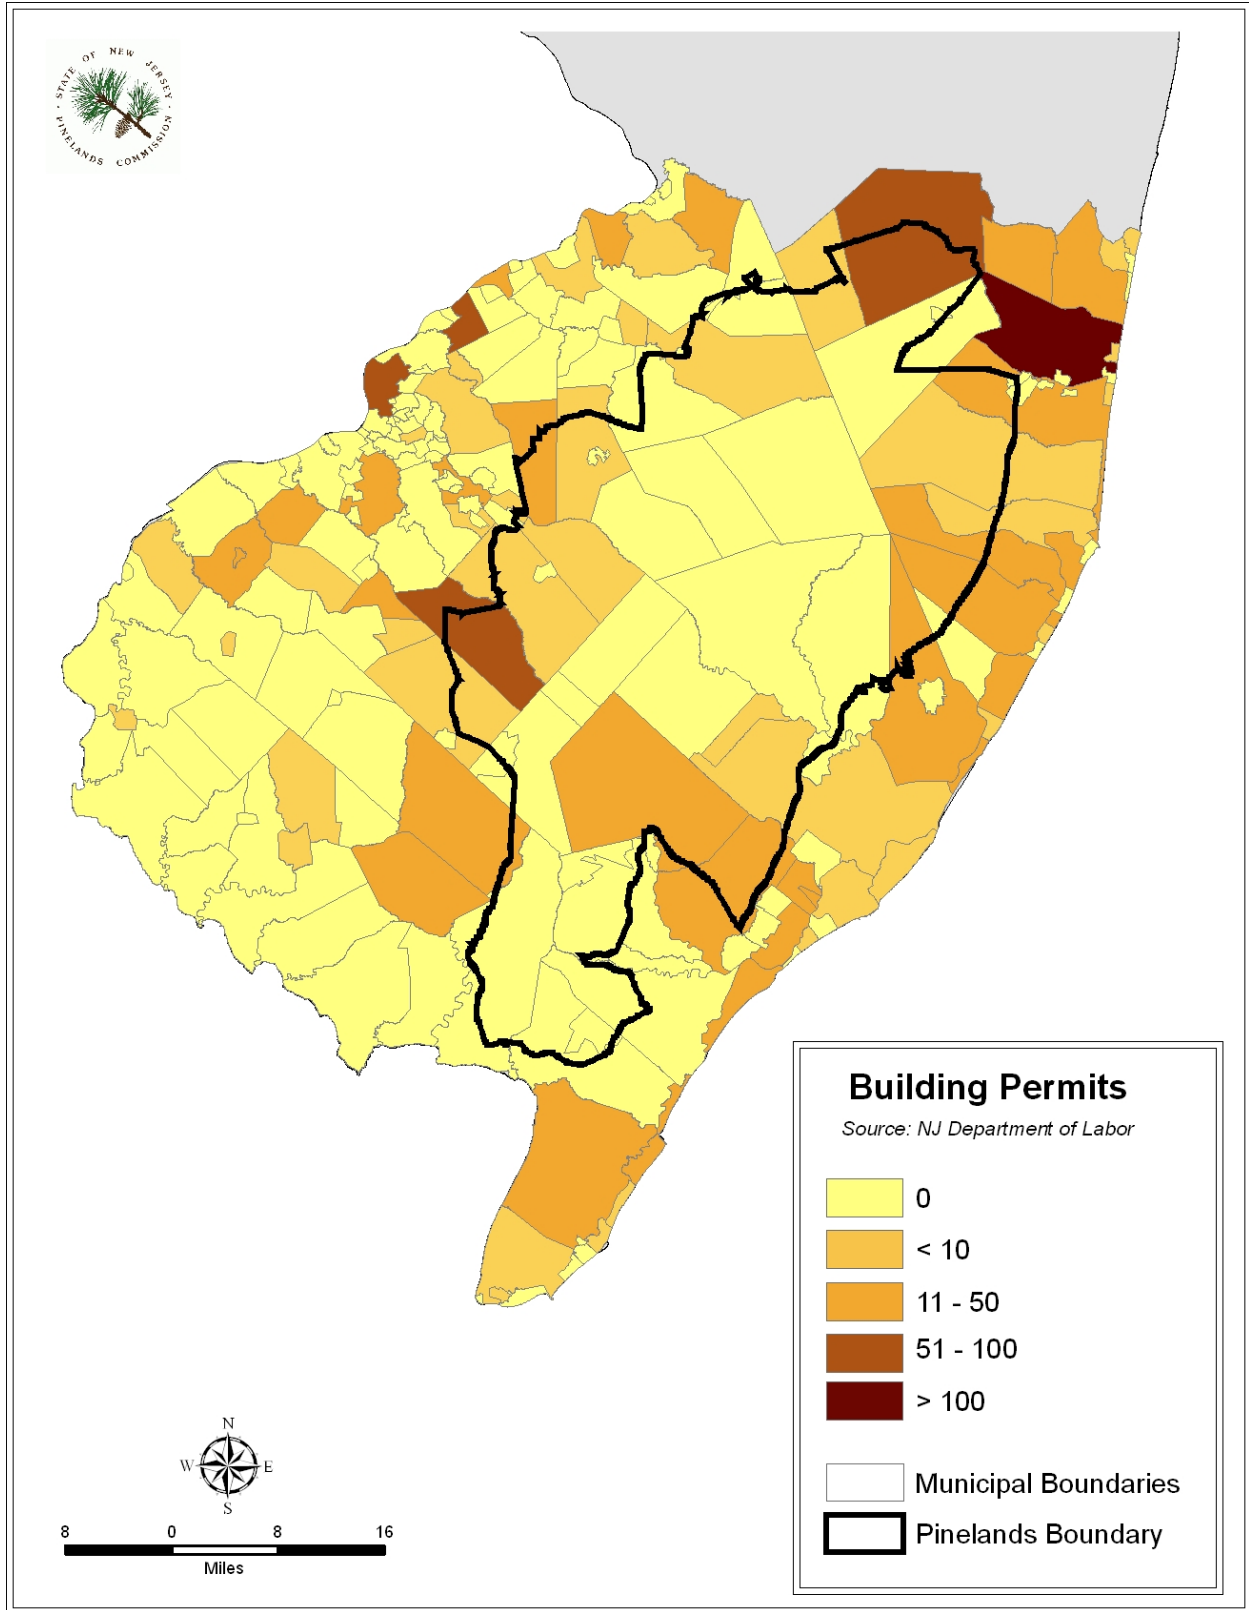 STATE OF NEW JERSEY
PINELANDS COMMISSION
Building Permits
Source: NJ Department of Labor
0
< 10
11 - 50
51 - 100
> 100
Municipal Boundaries
Pinelands Boundary
N
W E
S
8 0 8 16
Miles